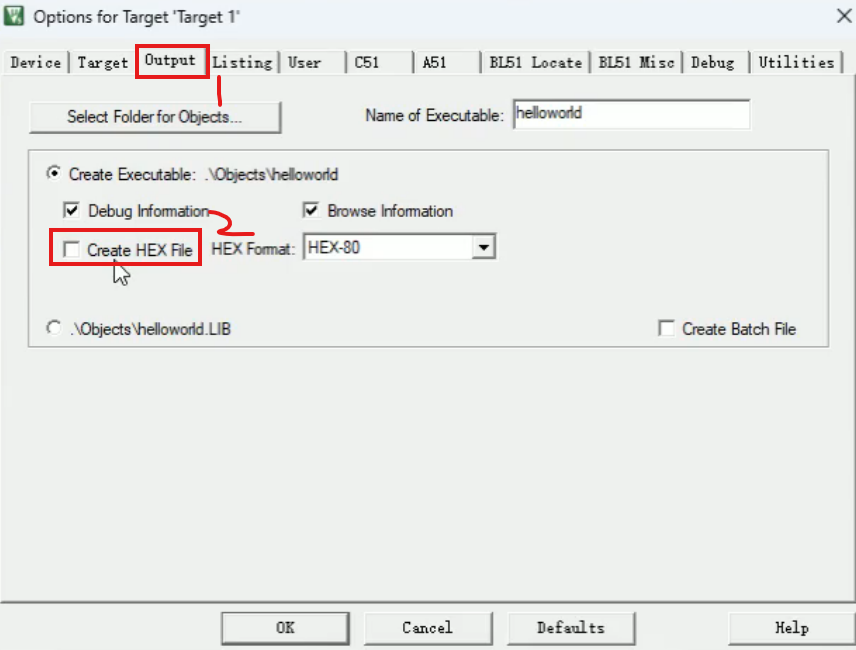 Options for Target 'Target 1'
Device Target Output Listing User C51 A51 BL51 Locate BL51 Misc Debug Utilities
1
Select Folder for Objects... Name of Executable: helloworld
Create Executable: .\Objects\helloworld
Debug Information Browse Information
2
Create HEX File HEX Format: HEX-80
.\Objects\helloworld.LIB Create Batch File
OK Cancel Defaults Help